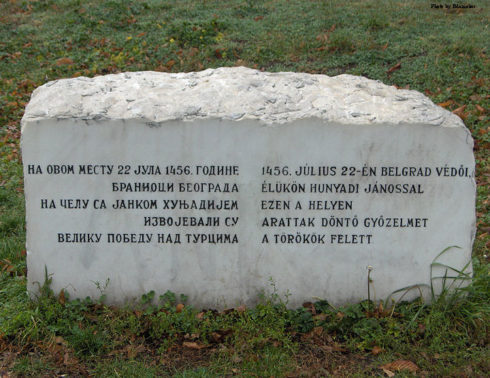 НА ОВОМ МЕСТУ 22 ЈУЛА 1456. ГОДИНЕ
БРАНИОЦИ БЕОГРАДА
НА ЧЕЛУ СА ЈАНКОМ ХУЊАДИЈЕМ
ИЗВОЈЕВАЛИ СУ
ВЕЛИКУ ПОБЕДУ НАД ТУРЦИМА
1456. JÚLIUS 22-ÉN BELGRÁD VÉDŐI,
ÉLÜKÖN HUNYADI JÁNOSSAL
EZEN A HELYEN
ARATTAK DÖNTŐ GYŐZELMET
A TÖRÖKÖK FELETT